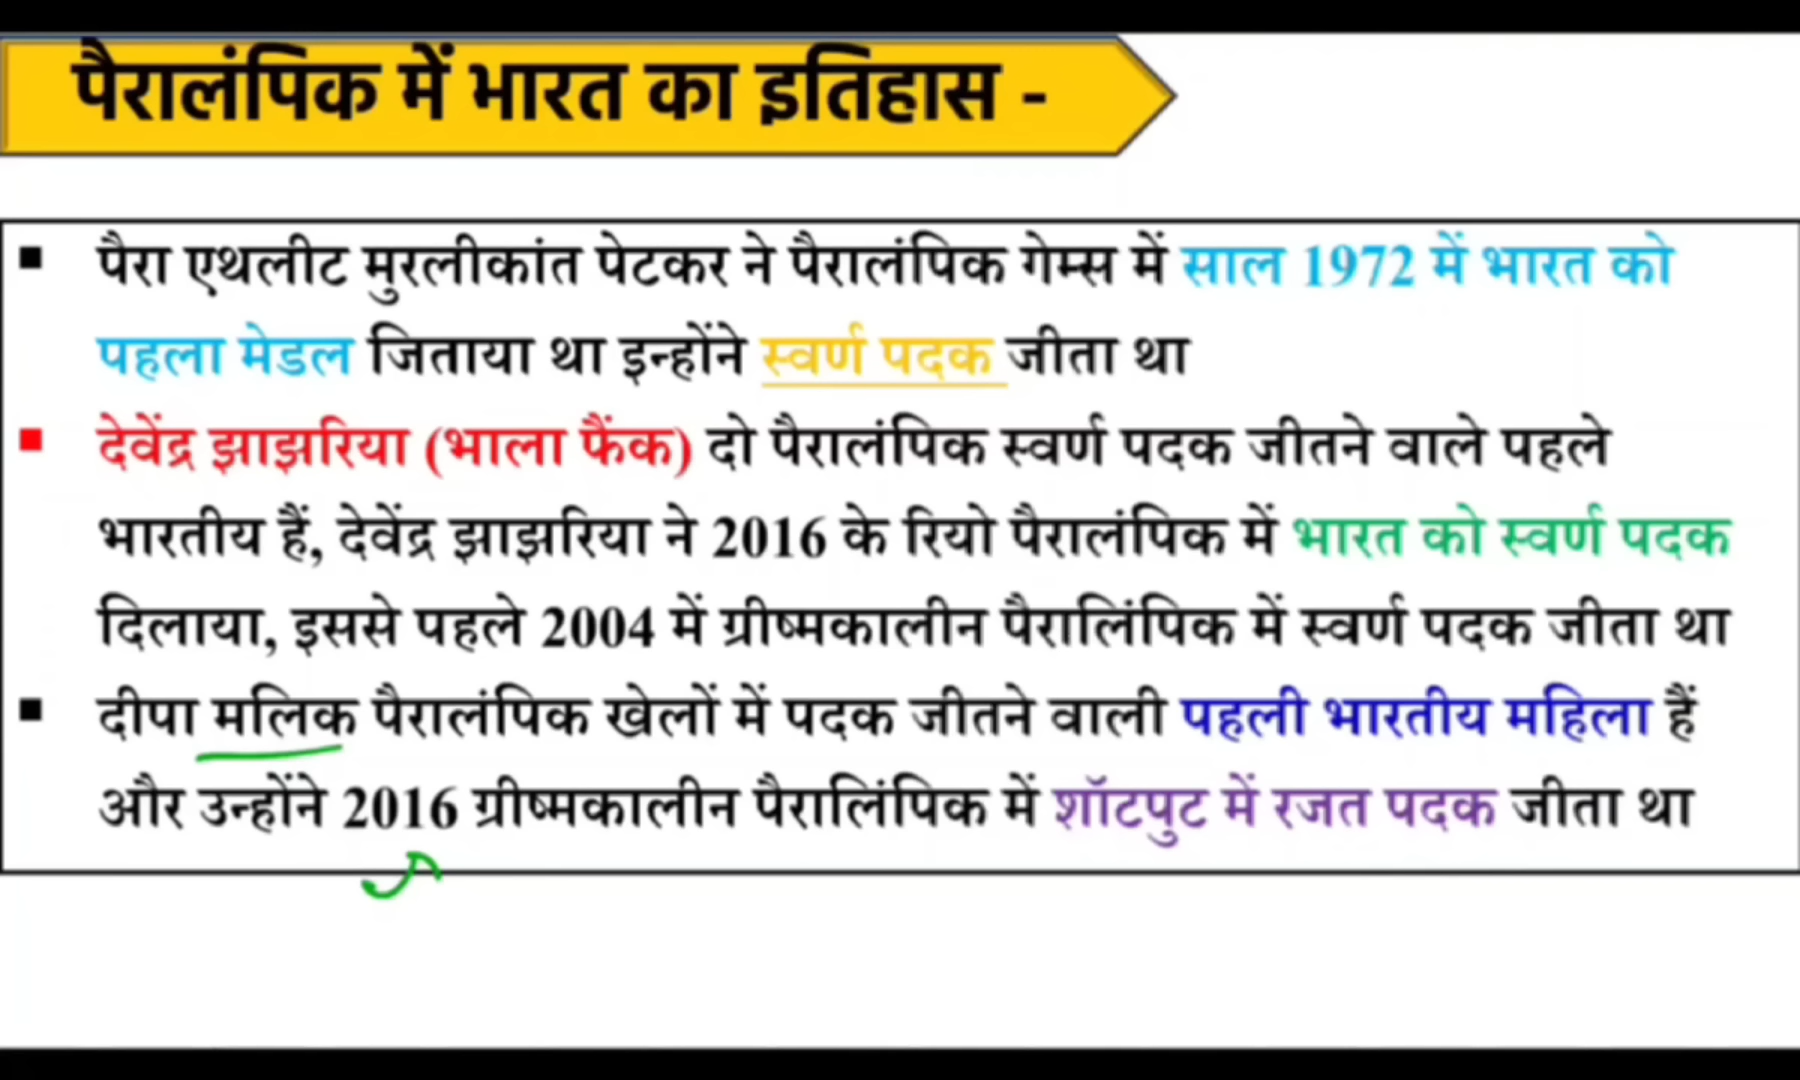 पैरालंपिक में भारत का इतिहास -
▪ पैरा एथलीट मुरलीकांत पेटकर ने पैरालंपिक गेम्स में साल 1972 में भारत को
पहला मेडल जिताया था इन्होंने स्वर्ण पदक जीता था
▪ देवेंद्र झाझरिया (भाला फैंक) दो पैरालंपिक स्वर्ण पदक जीतने वाले पहले
भारतीय हैं, देवेंद्र झाझरिया ने 2016 के रियो पैरालंपिक में भारत को स्वर्ण पदक
दिलाया, इससे पहले 2004 में ग्रीष्मकालीन पैरालिंपिक में स्वर्ण पदक जीता था
▪ दीपा मलिक पैरालंपिक खेलों में पदक जीतने वाली पहली भारतीय महिला हैं
और उन्होंने 2016 ग्रीष्मकालीन पैरालिंपिक में शॉटपुट में रजत पदक जीता था